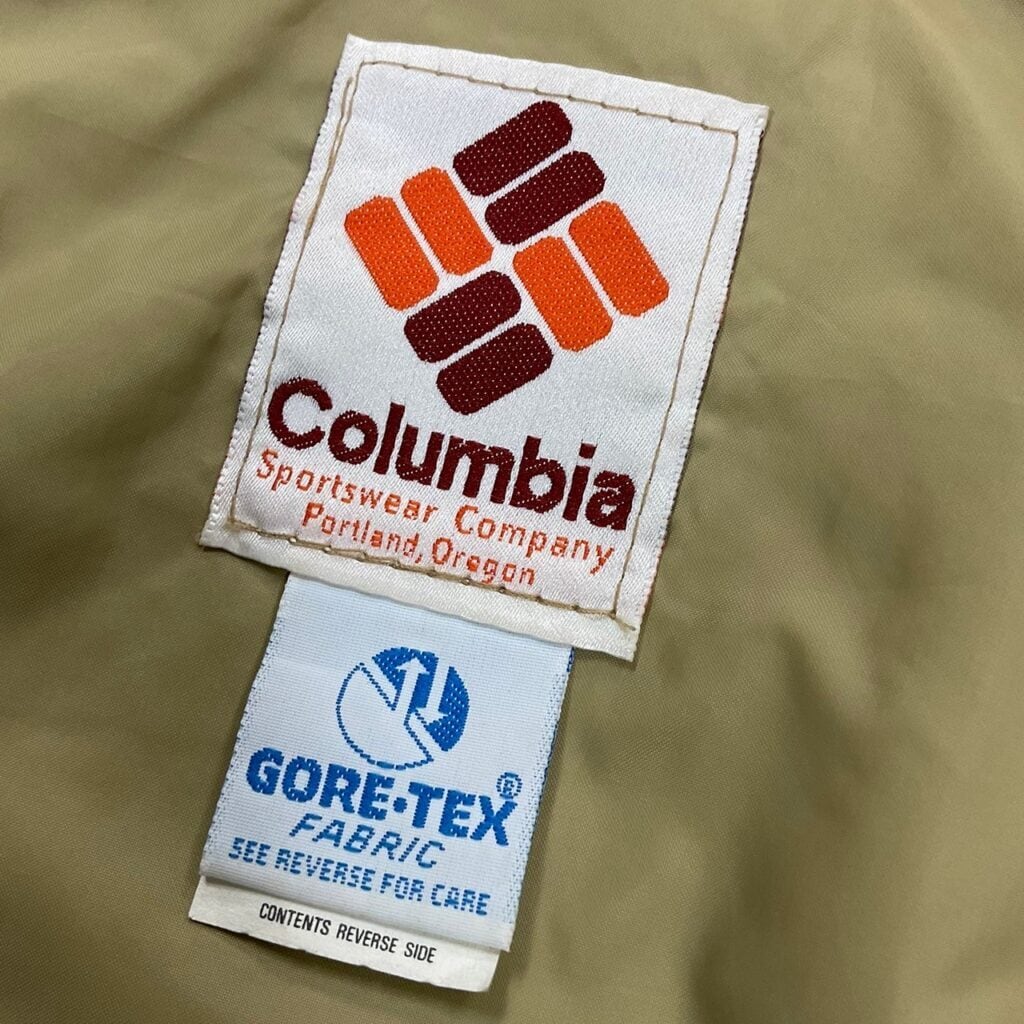 Columbia
Sportswear Company
Portland, Oregon
GORE-TEX®
FABRIC
SEE REVERSE FOR CARE
CONTENTS REVERSE SIDE